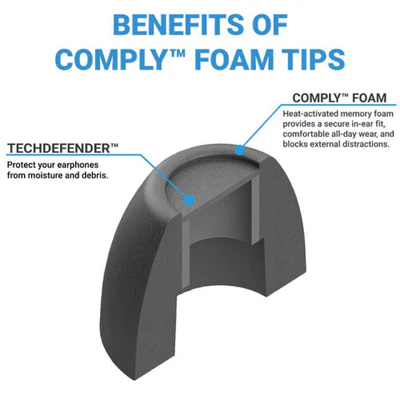 BENEFITS OF
COMPLY™ FOAM TIPS
COMPLY™ FOAM
Heat-activated memory foam
provides a secure in-ear fit,
comfortable all-day wear, and
blocks external distractions.
TECHDEFENDER™
Protect your earphones
from moisture and debris.